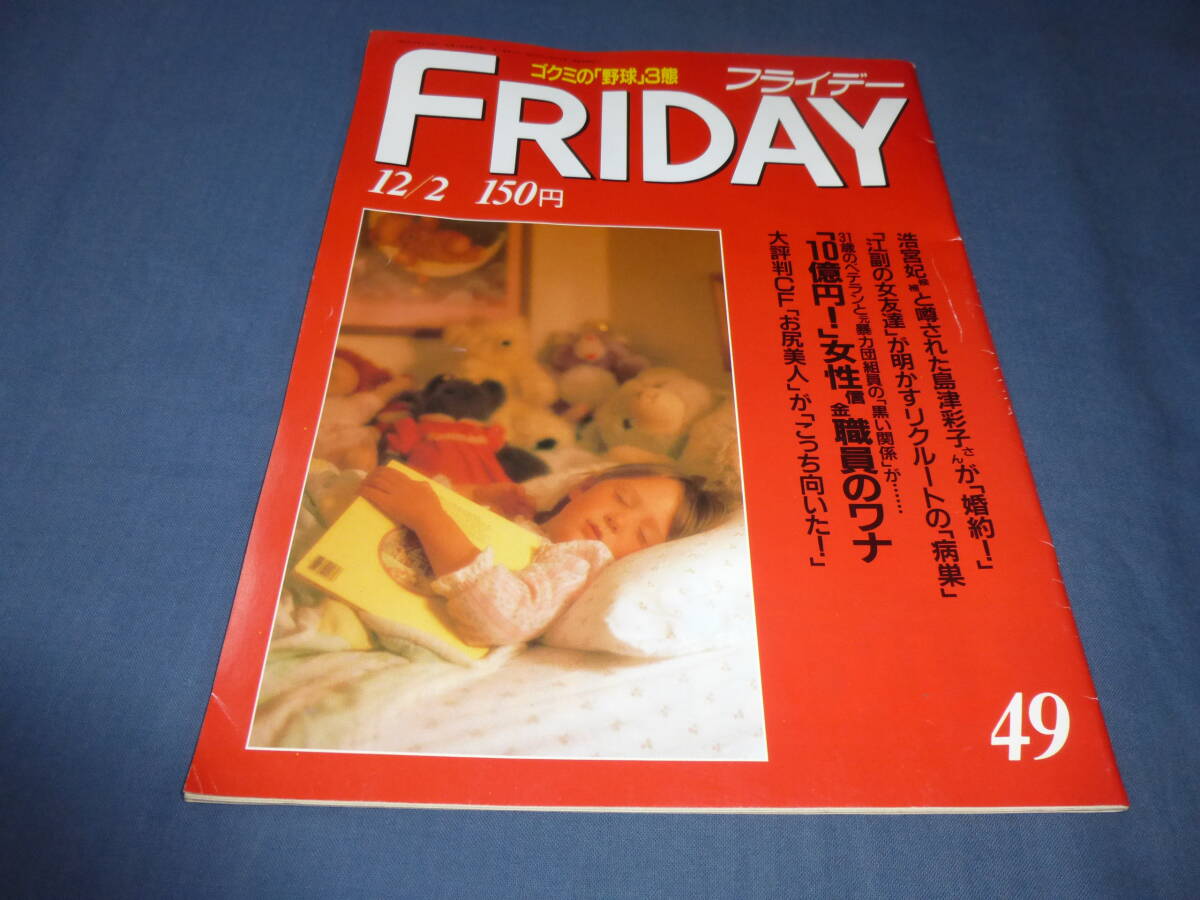 ゴクミの「野球」3態
フライデー
FRIDAY
12/2 150円
浩宮妃候補と噂された島津彩子さんが「婚約！」
「江副の女友達」が明かすリクルートの「病巣」
31歳のベテランと元暴力団組員の「黒い関係」が……
「10億円！」女性信金職員のワナ
大評判CF「お尻美人」が「こっち向いた！」
49